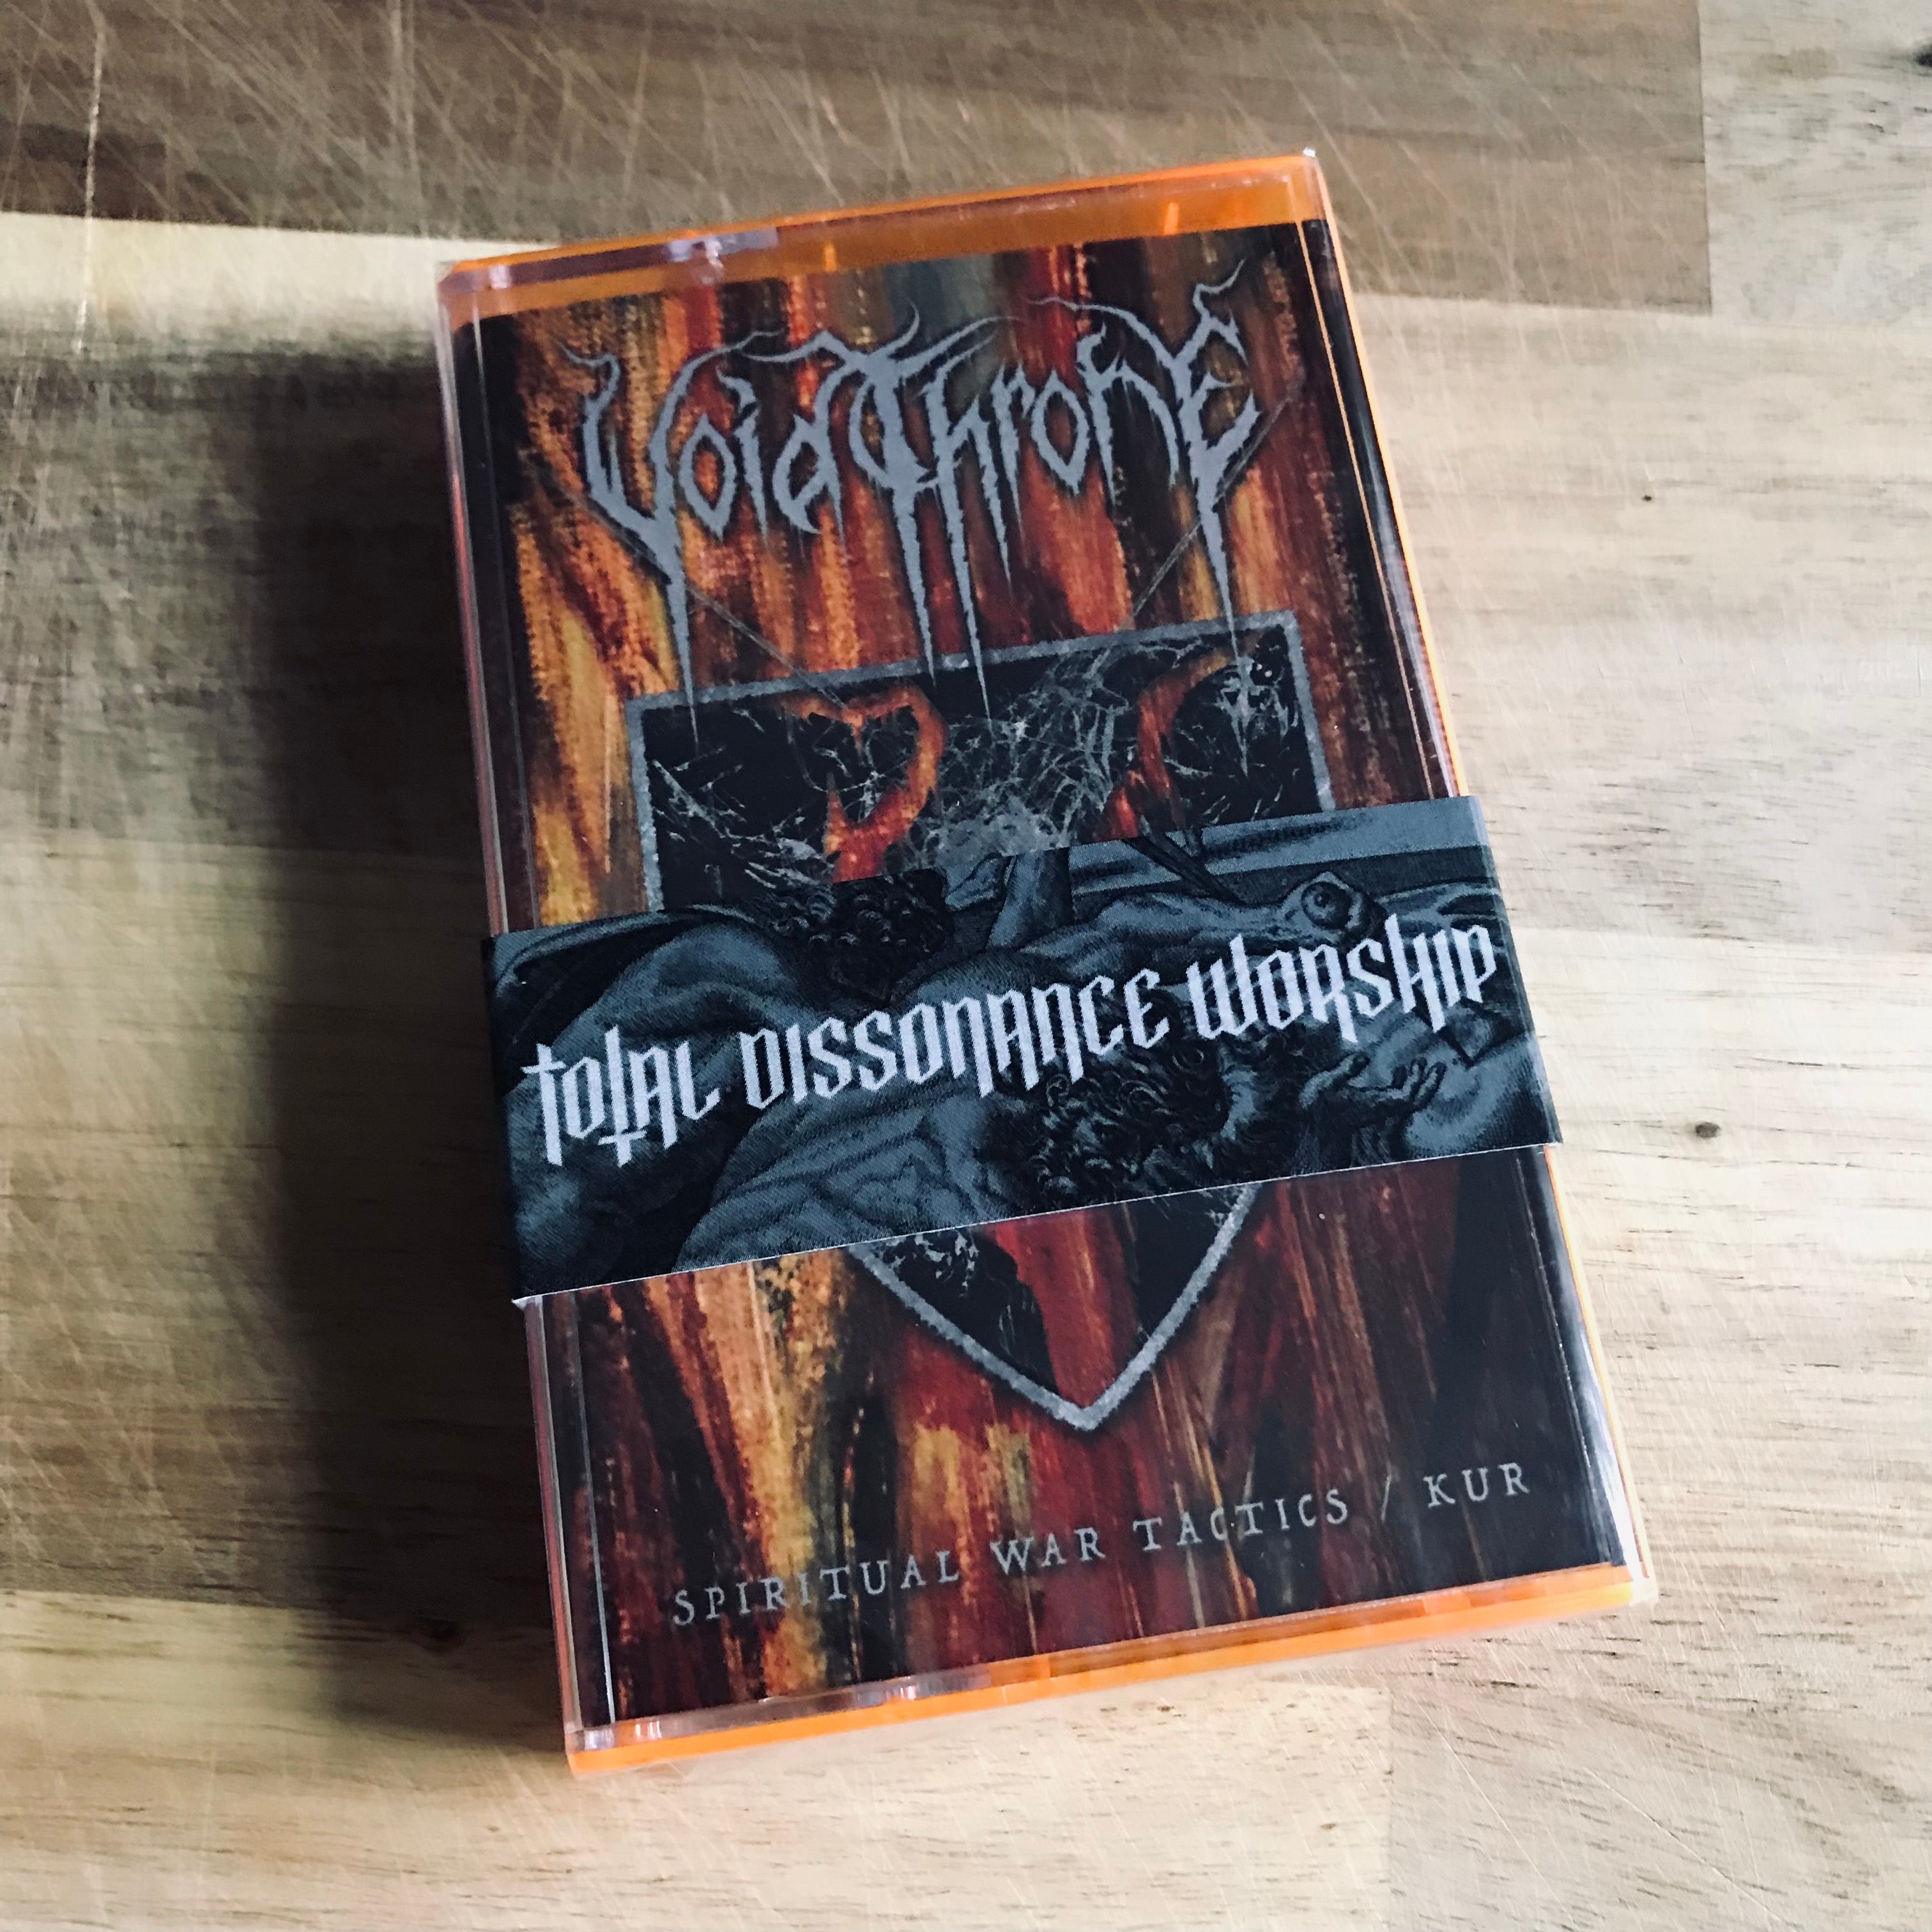 VoidThronE
TOTAL DISSONANCE WORSHIP
SPIRITUAL WAR TACTICS / KUR